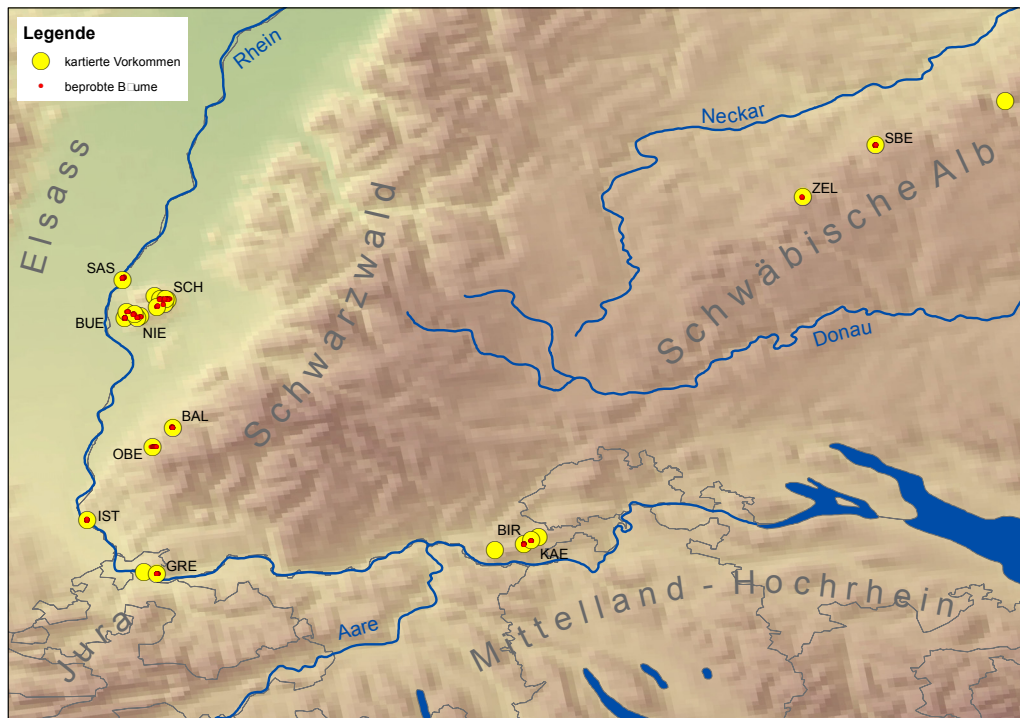 Legende
kartierte Vorkommen
beprobte B□ume
Rhein
Neckar
SBE
ZEL
Elsass
Schwarzwald
Schwäbische Alb
SAS
SCH
BUE
NIE
Donau
BAL
OBE
IST
BIR
KAE
GRE
Jura
Aare
Mittelland - Hochrhein